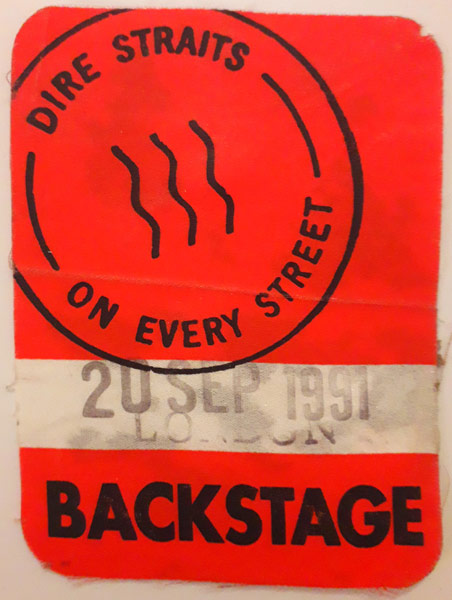 DIRE STRAITS
ON EVERY STREET
20 SEP 1991
LONDON
BACKSTAGE